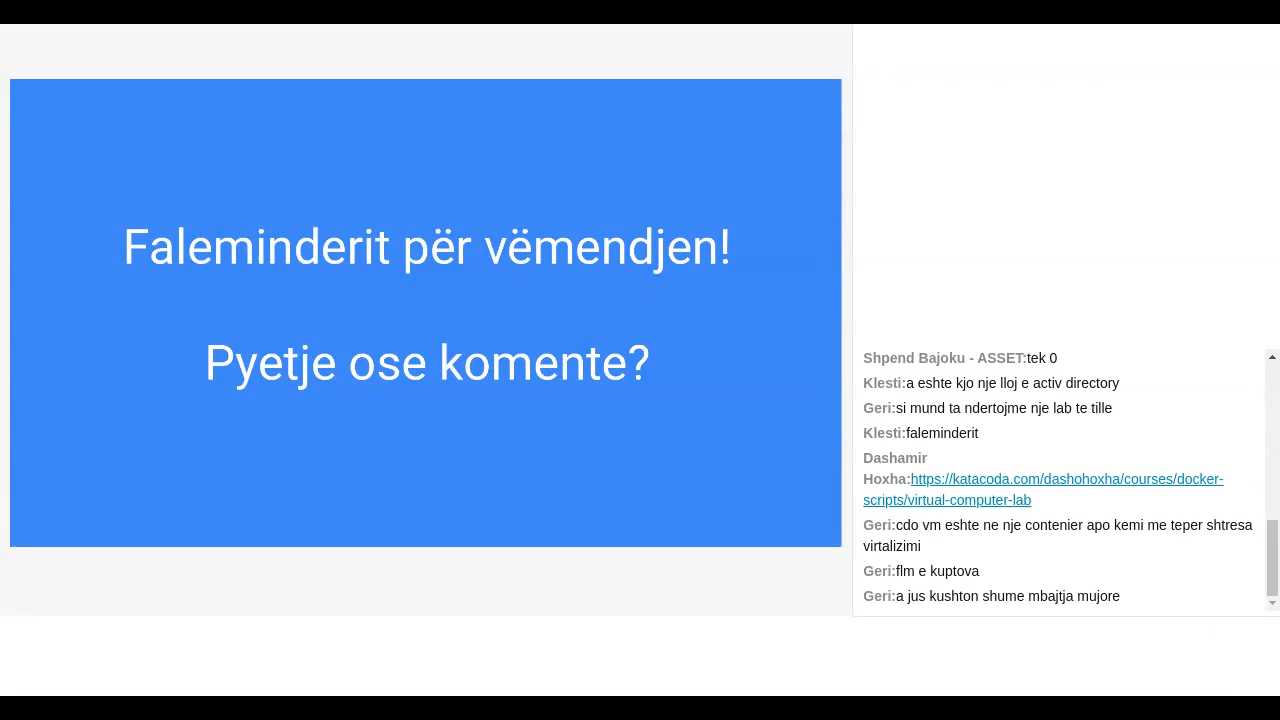 Faleminderit për vëmendjen!
Pyetje ose komente?
Shpend Bajoku - ASSET:tek 0
Klesti:a eshte kjo nje lloj e activ directory
Geri:si mund ta ndertojme nje lab te tille
Klesti:faleminderit
Dashamir
Hoxha:https://katacoda.com/dashohoxha/courses/docker-
scripts/virtual-computer-lab
Geri:cdo vm eshte ne nje contenier apo kemi me teper shtresa
virtalizimi
Geri:flm e kuptova
Geri:a jus kushton shume mbajtja mujore